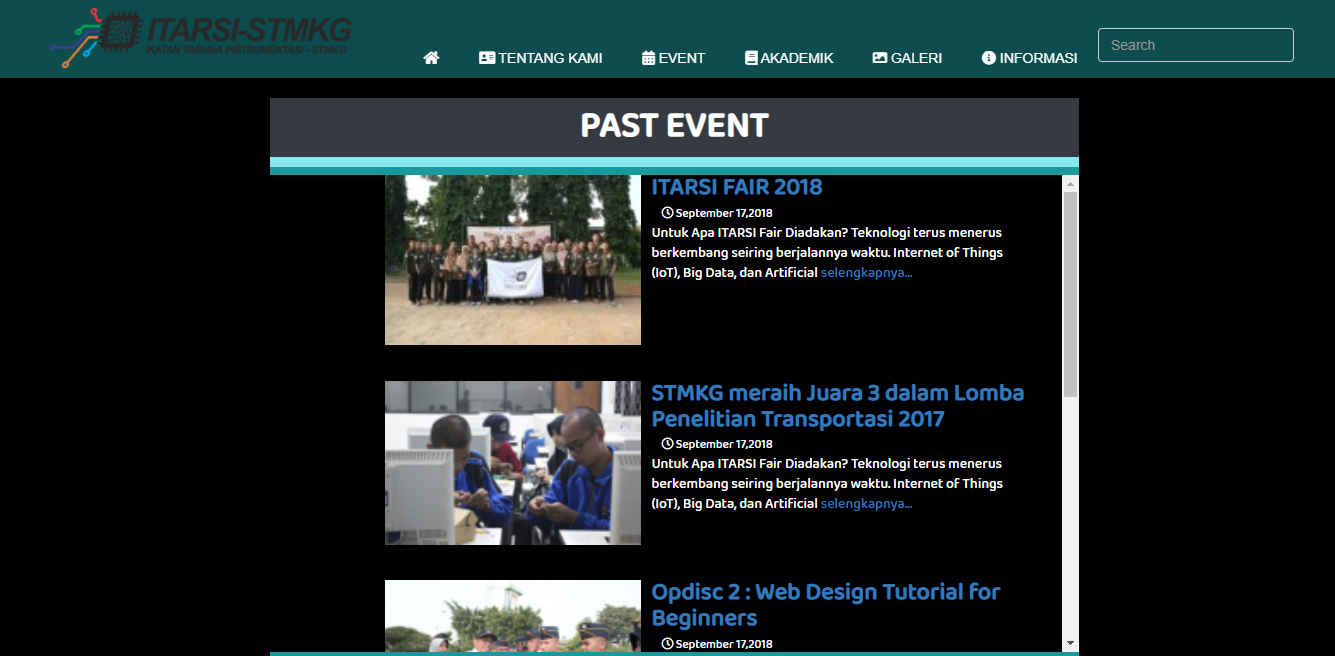 ITARSI-STMKG
IKATAN TARUNA INSTRUMENTASI - STMKG
TENTANG KAMI EVENT AKADEMIK GALERI INFORMASI
Search
PAST EVENT
ITARSI FAIR 2018
September 17,2018
Untuk Apa ITARSI Fair Diadakan? Teknologi terus menerus
berkembang seiring berjalannya waktu. Internet of Things
(IoT), Big Data, dan Artificial selengkapnya...
STMKG meraih Juara 3 dalam Lomba
Penelitian Transportasi 2017
September 17,2018
Untuk Apa ITARSI Fair Diadakan? Teknologi terus menerus
berkembang seiring berjalannya waktu. Internet of Things
(IoT), Big Data, dan Artificial selengkapnya...
Opdisc 2 : Web Design Tutorial for
Beginners
September 17,2018